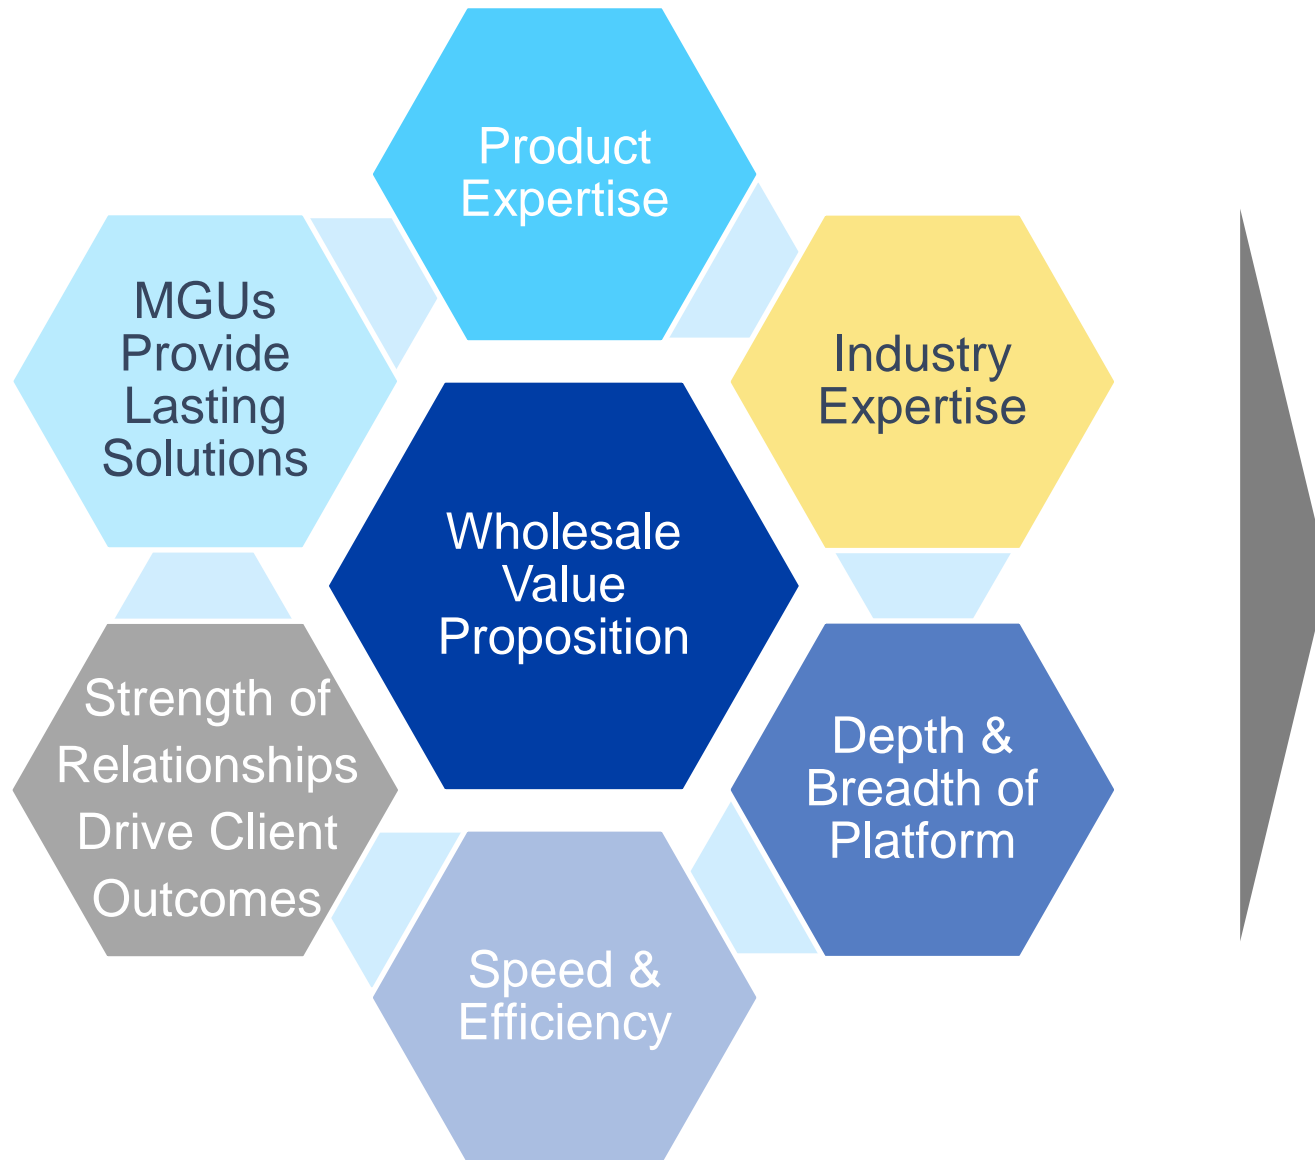 Product
Expertise
MGUs
Provide
Lasting
Solutions
Industry
Expertise
Wholesale
Value
Proposition
Strength of
Relationships
Drive Client
Outcomes
Depth &
Breadth of
Platform
Speed &
Efficiency